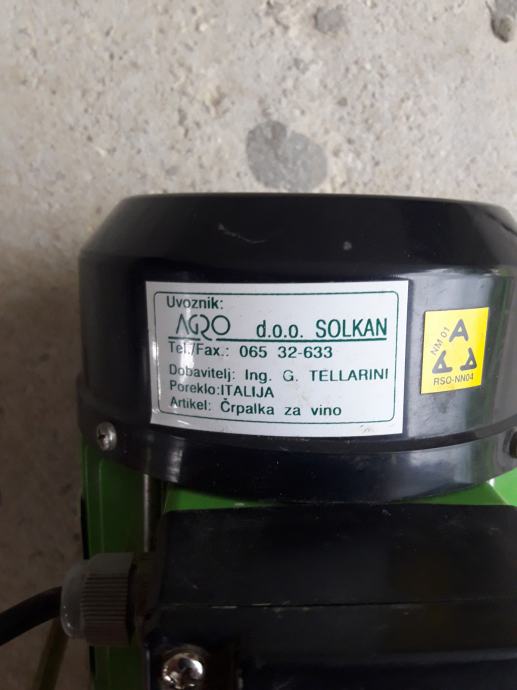 Uvoznik:
AGRO d.o.o. SOLKAN
Tel./Fax.: 065 32-633
Dobavitelj: Ing. G. TELLARINI
Poreklo:ITALIJA
Artikel: Črpalka za vino
NM 01
A
RSO-NN04